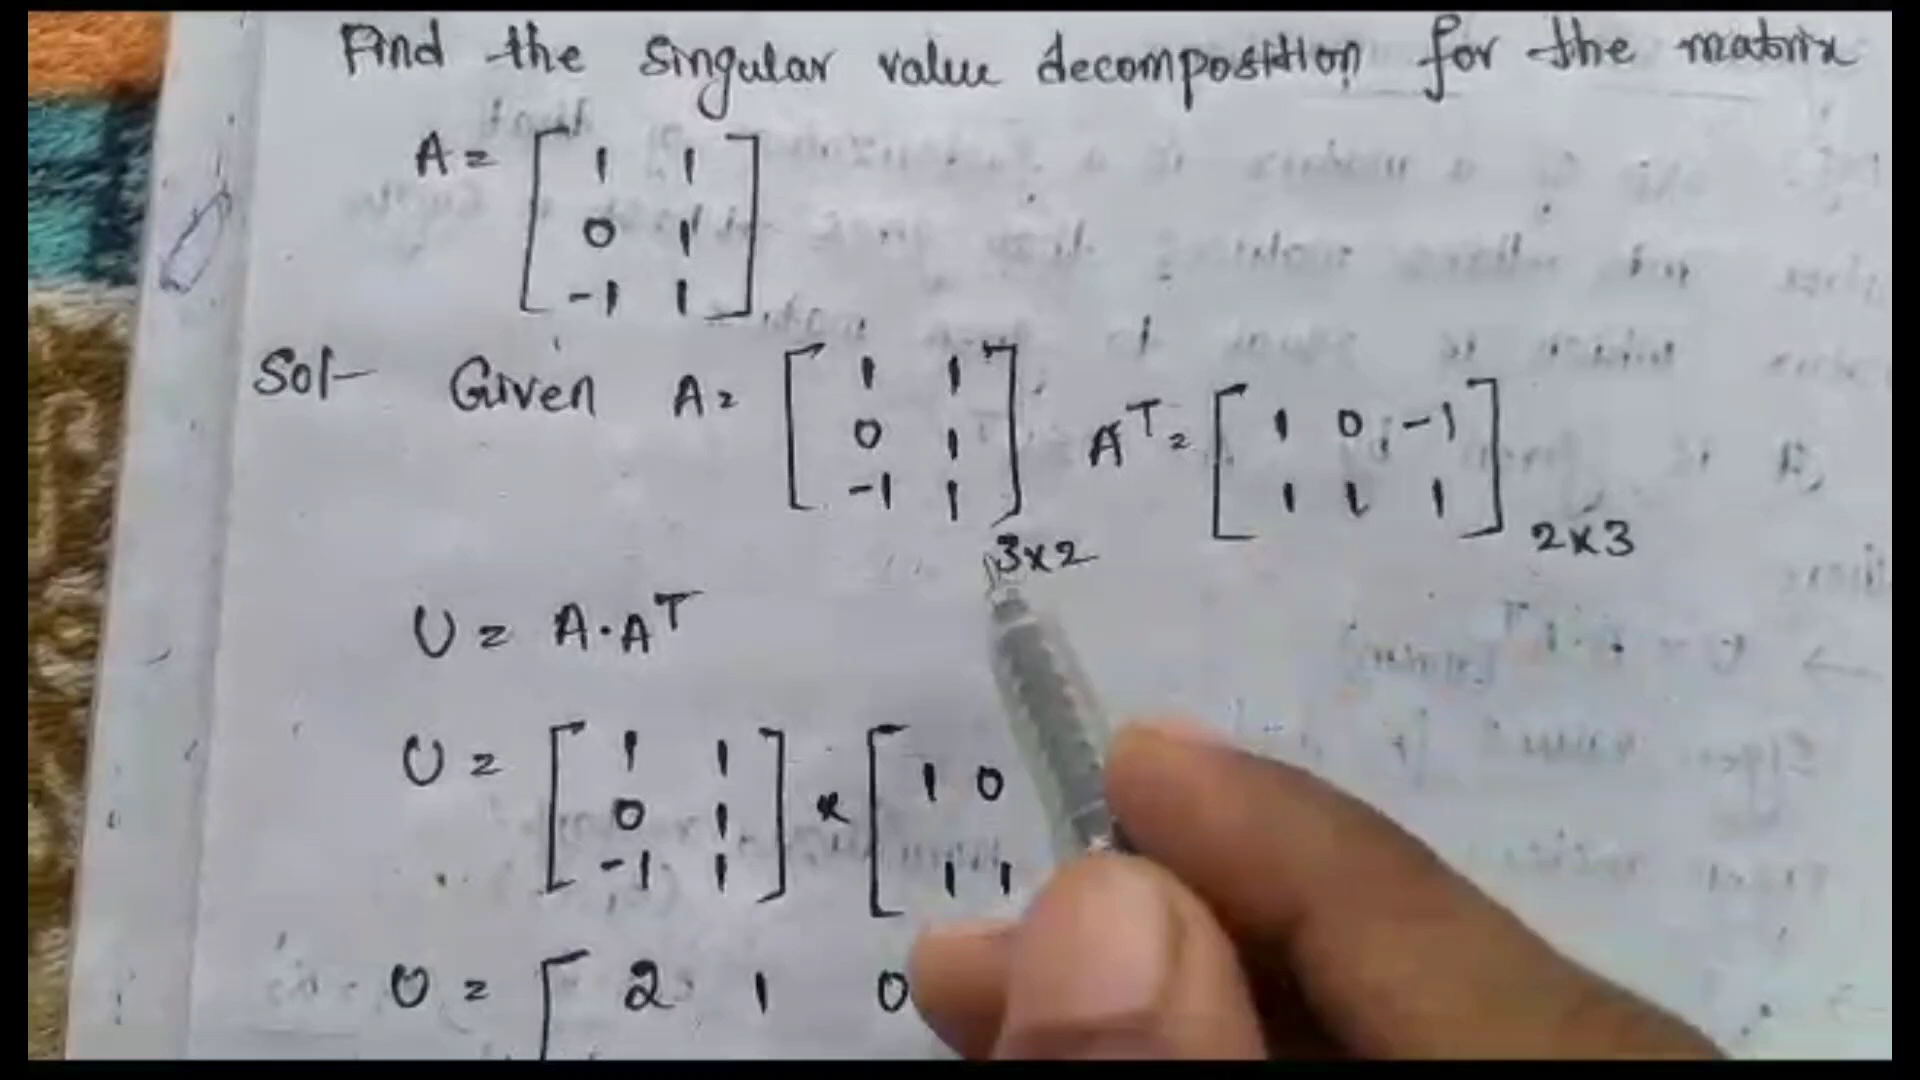 Find the singular value decomposition for the matrix
A = [ 1 1
0 1
-1 1 ]
Sol- Given A = [ 1 1
0 1
-1 1 ] 3x2 A^T = [ 1 0 -1
1 1 1 ] 2x3
U = A . A^T
U = [ 1 1
0 1
-1 1 ] x [ 1 0
1 1
U = [ 2 1 0